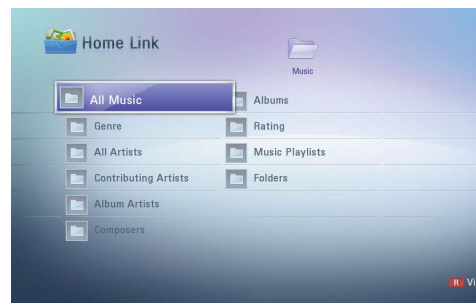 Home Link
Music
All Music
Albums
Genre
Rating
All Artists
Music Playlists
Contributing Artists
Folders
Album Artists
Composers
R